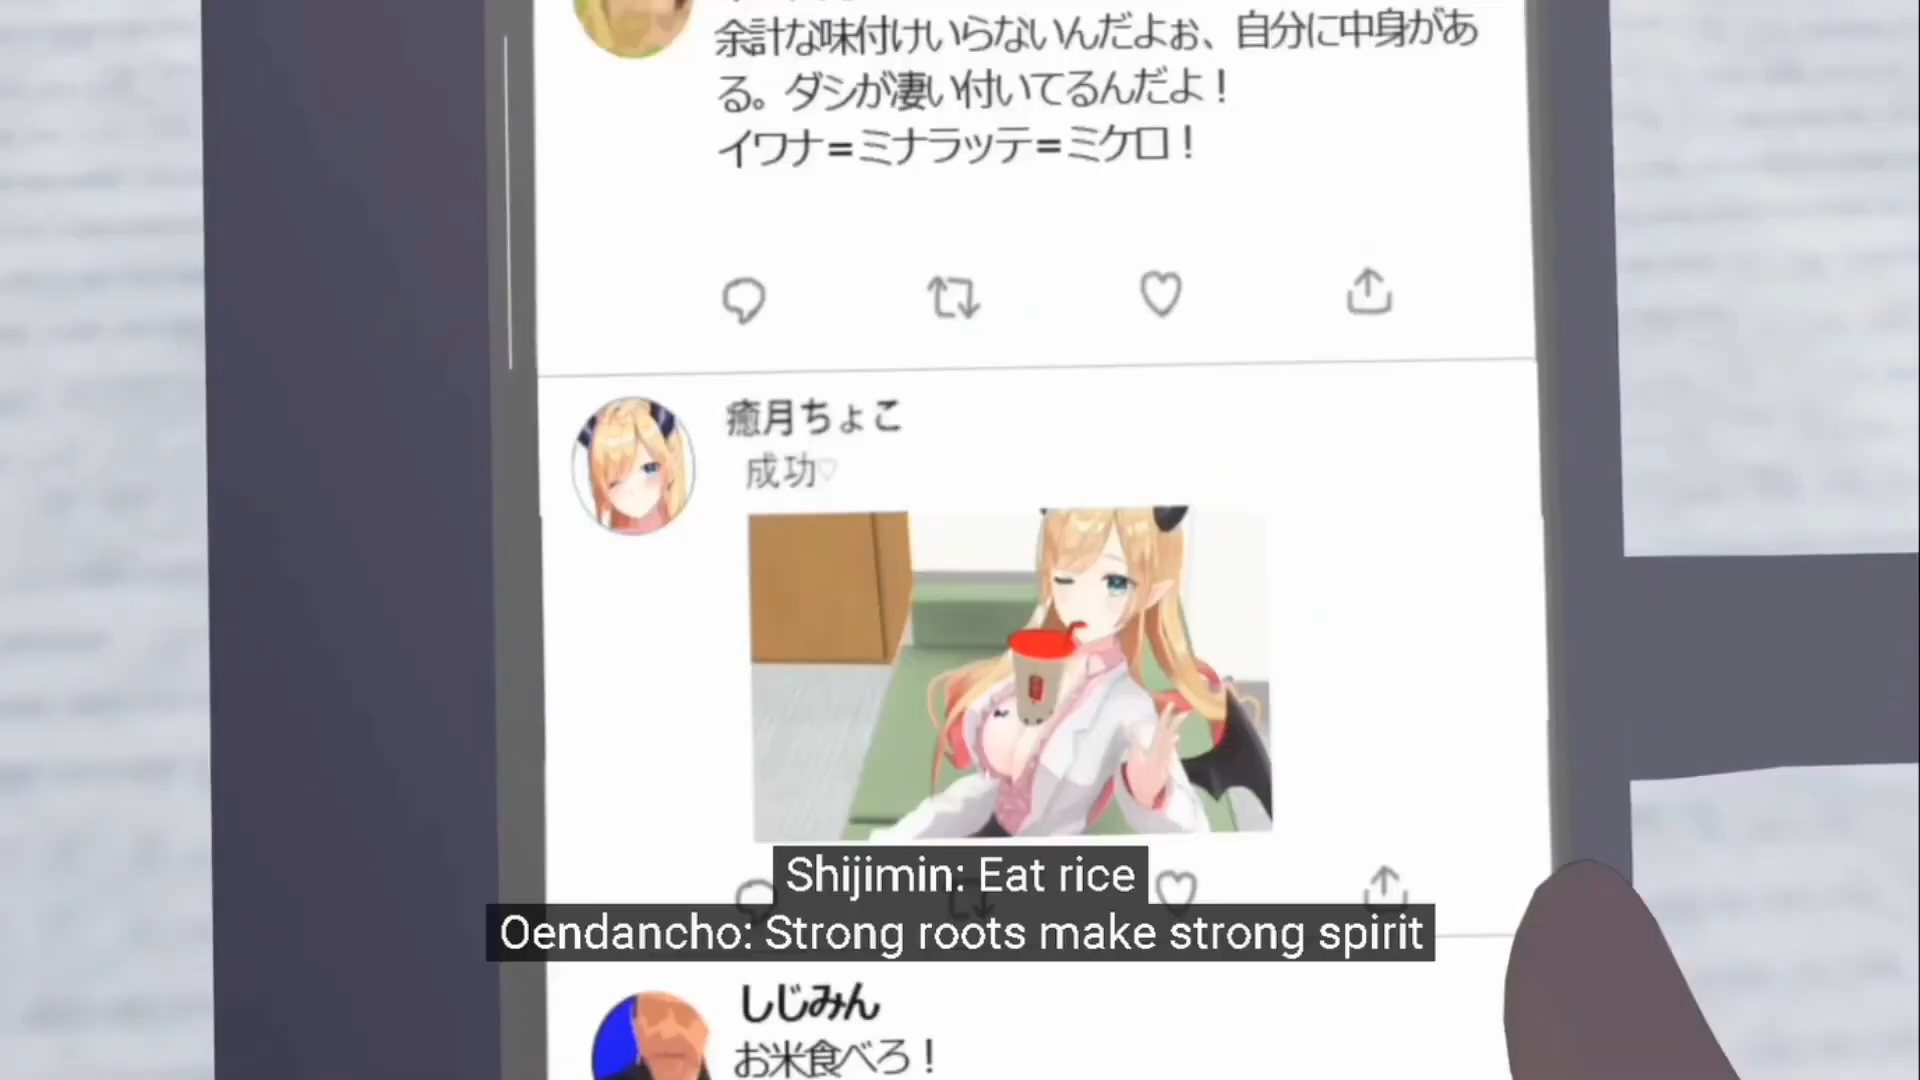 余計な味付けいらないんだよぉ、自分に中身があ
る。ダシが凄い付いてるんだよ！
イワナ=ミナラッテ=ミケロ！
癒月ちょこ
成功♡
Shijimin: Eat rice
Oendancho: Strong roots make strong spirit
しじみん
お米食べろ！